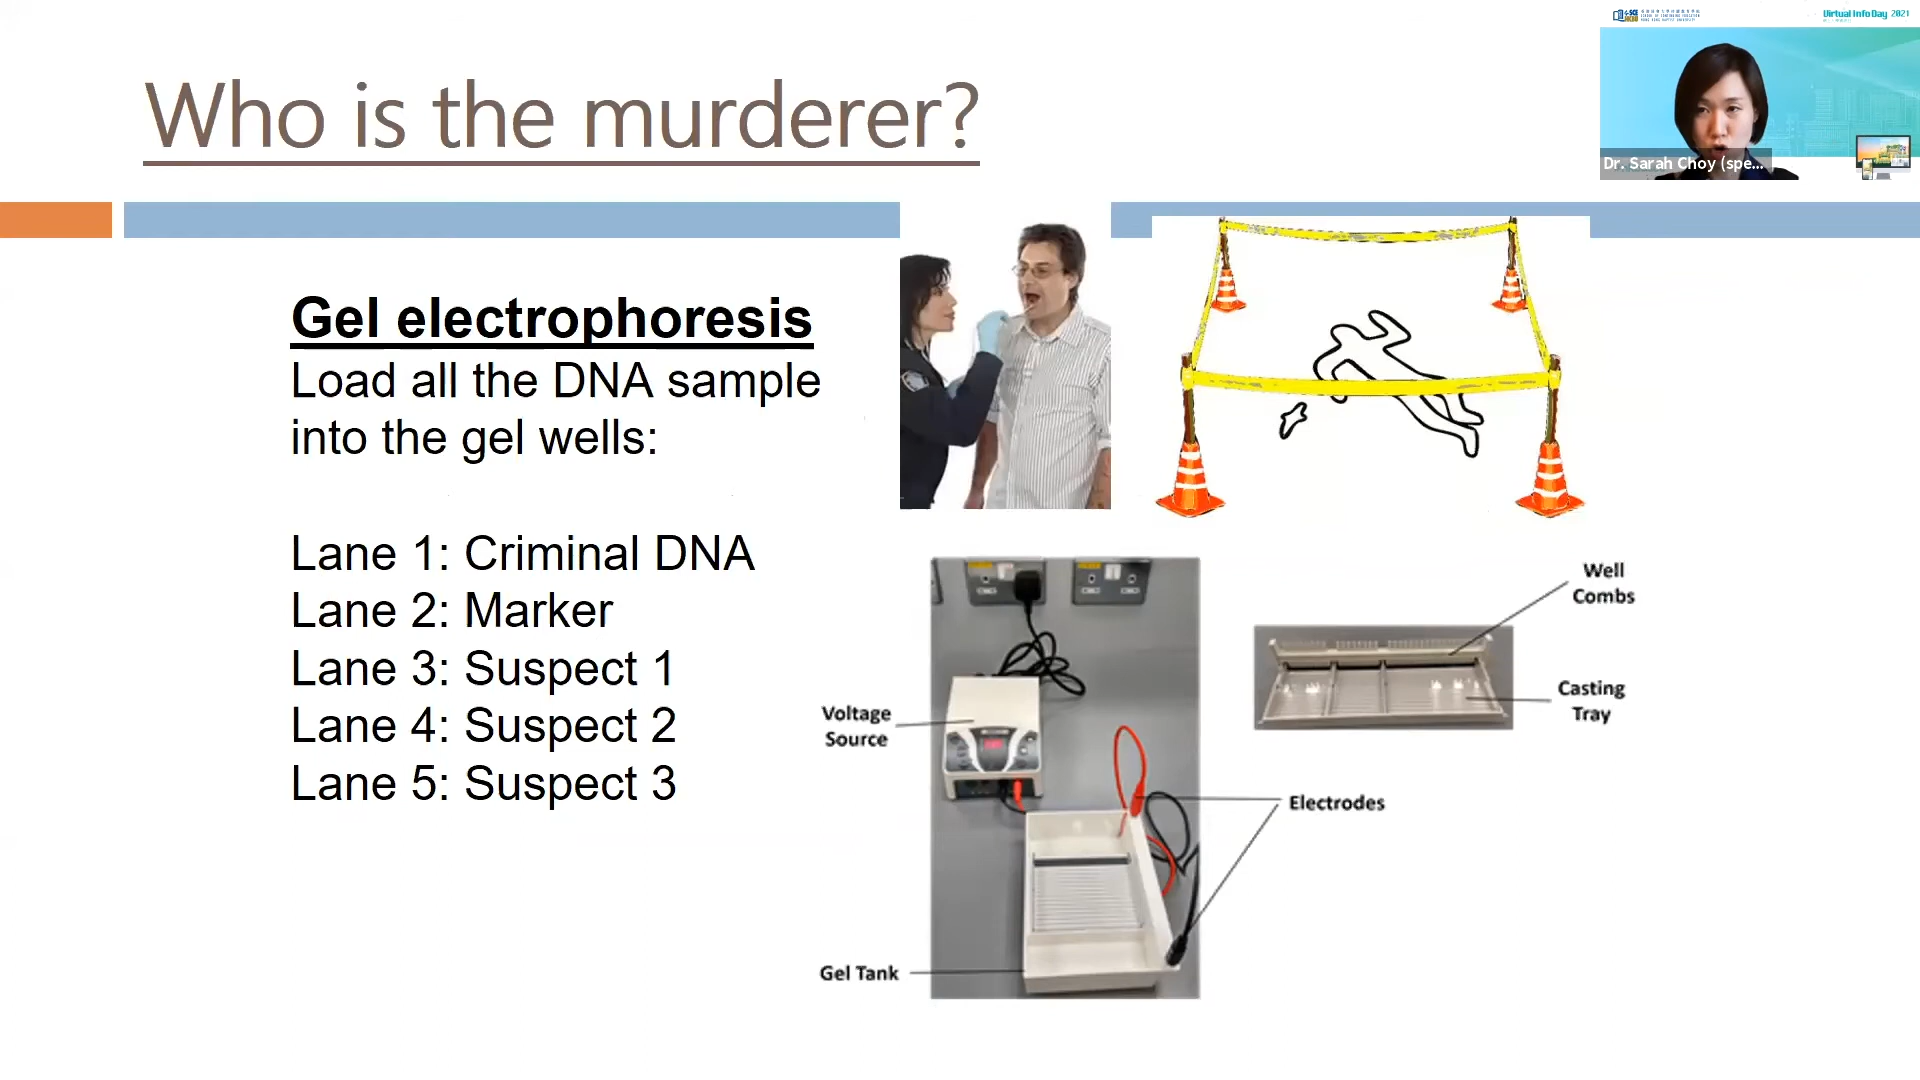 Virtual InfoDay 2021
Who is the murderer?
Dr. Sarah Choy (spe...
Gel electrophoresis
Load all the DNA sample
into the gel wells:
Lane 1: Criminal DNA
Lane 2: Marker
Lane 3: Suspect 1
Lane 4: Suspect 2
Lane 5: Suspect 3
Well
Combs
Casting
Tray
Voltage
Source
Electrodes
Gel Tank